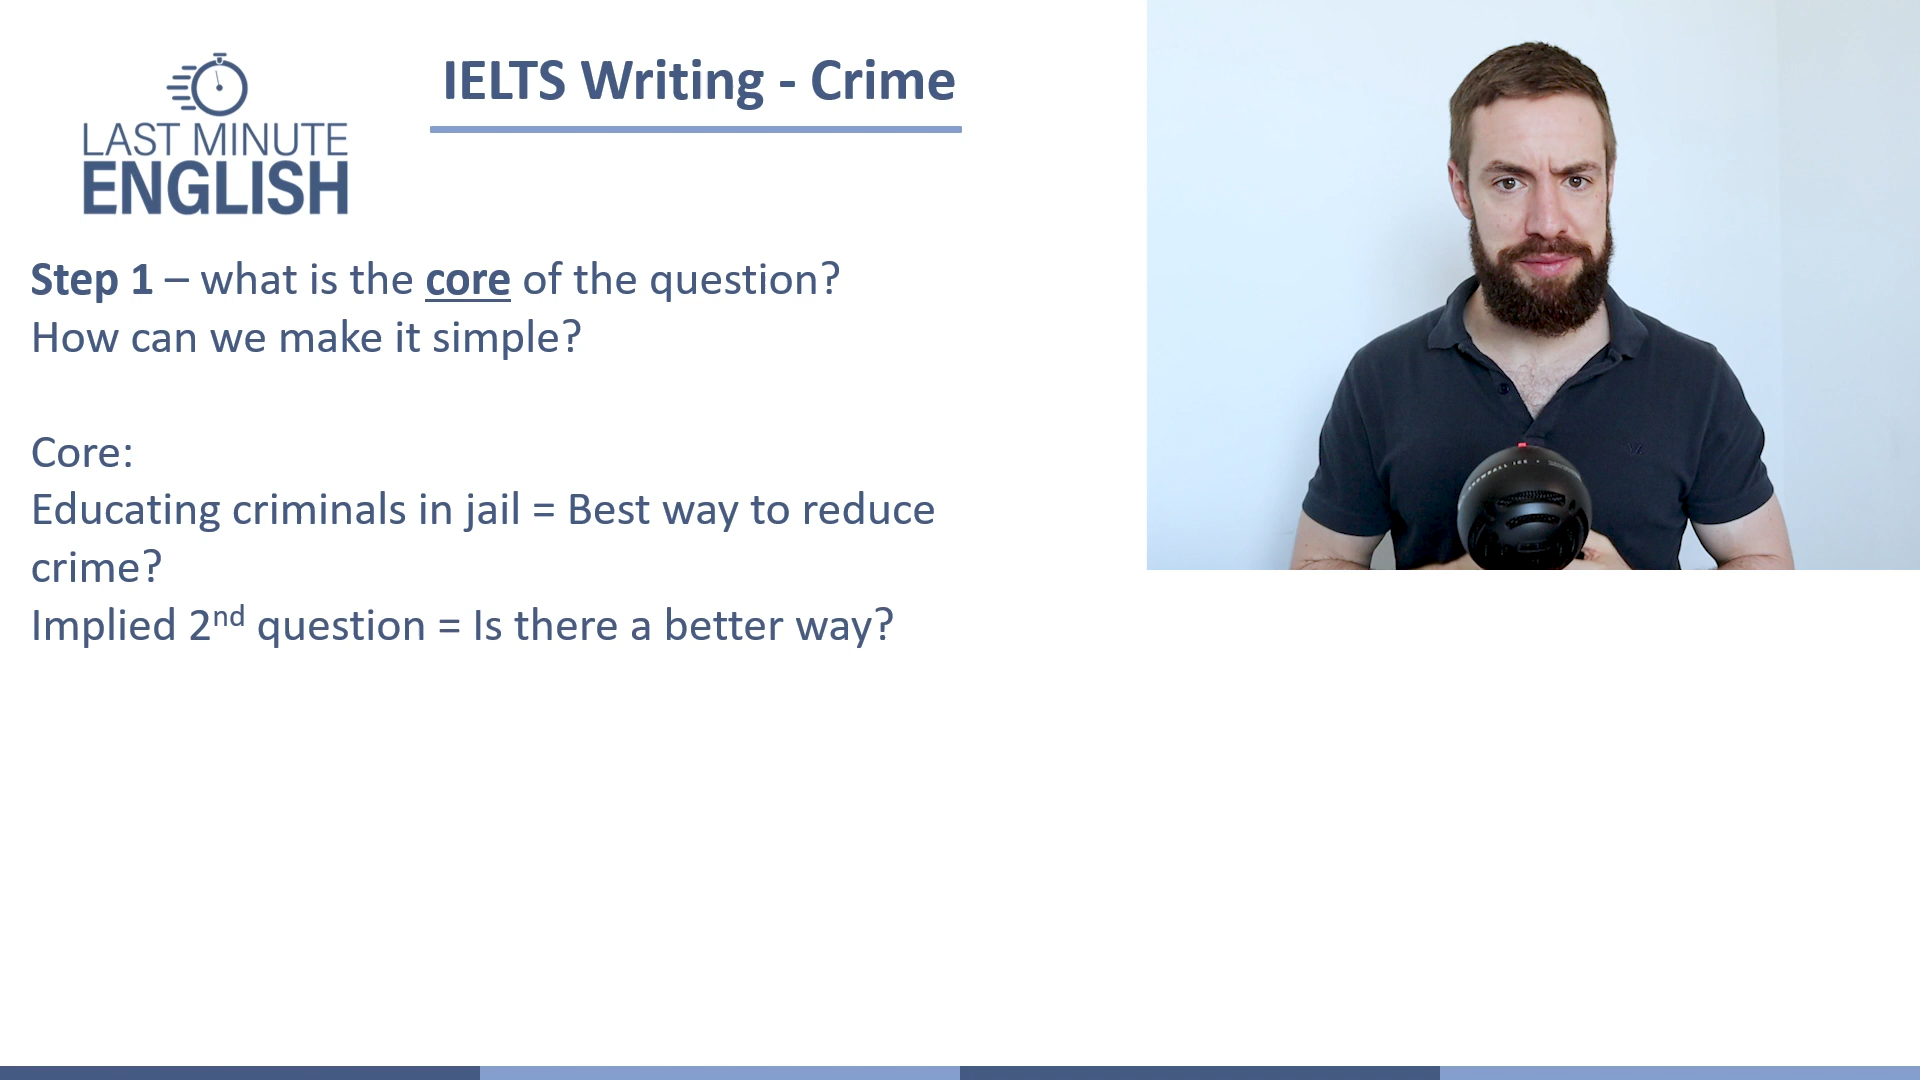 LAST MINUTE
ENGLISH
IELTS Writing - Crime
Step 1 – what is the core of the question?
How can we make it simple?
Core:
Educating criminals in jail = Best way to reduce
crime?
Implied 2nd question = Is there a better way?